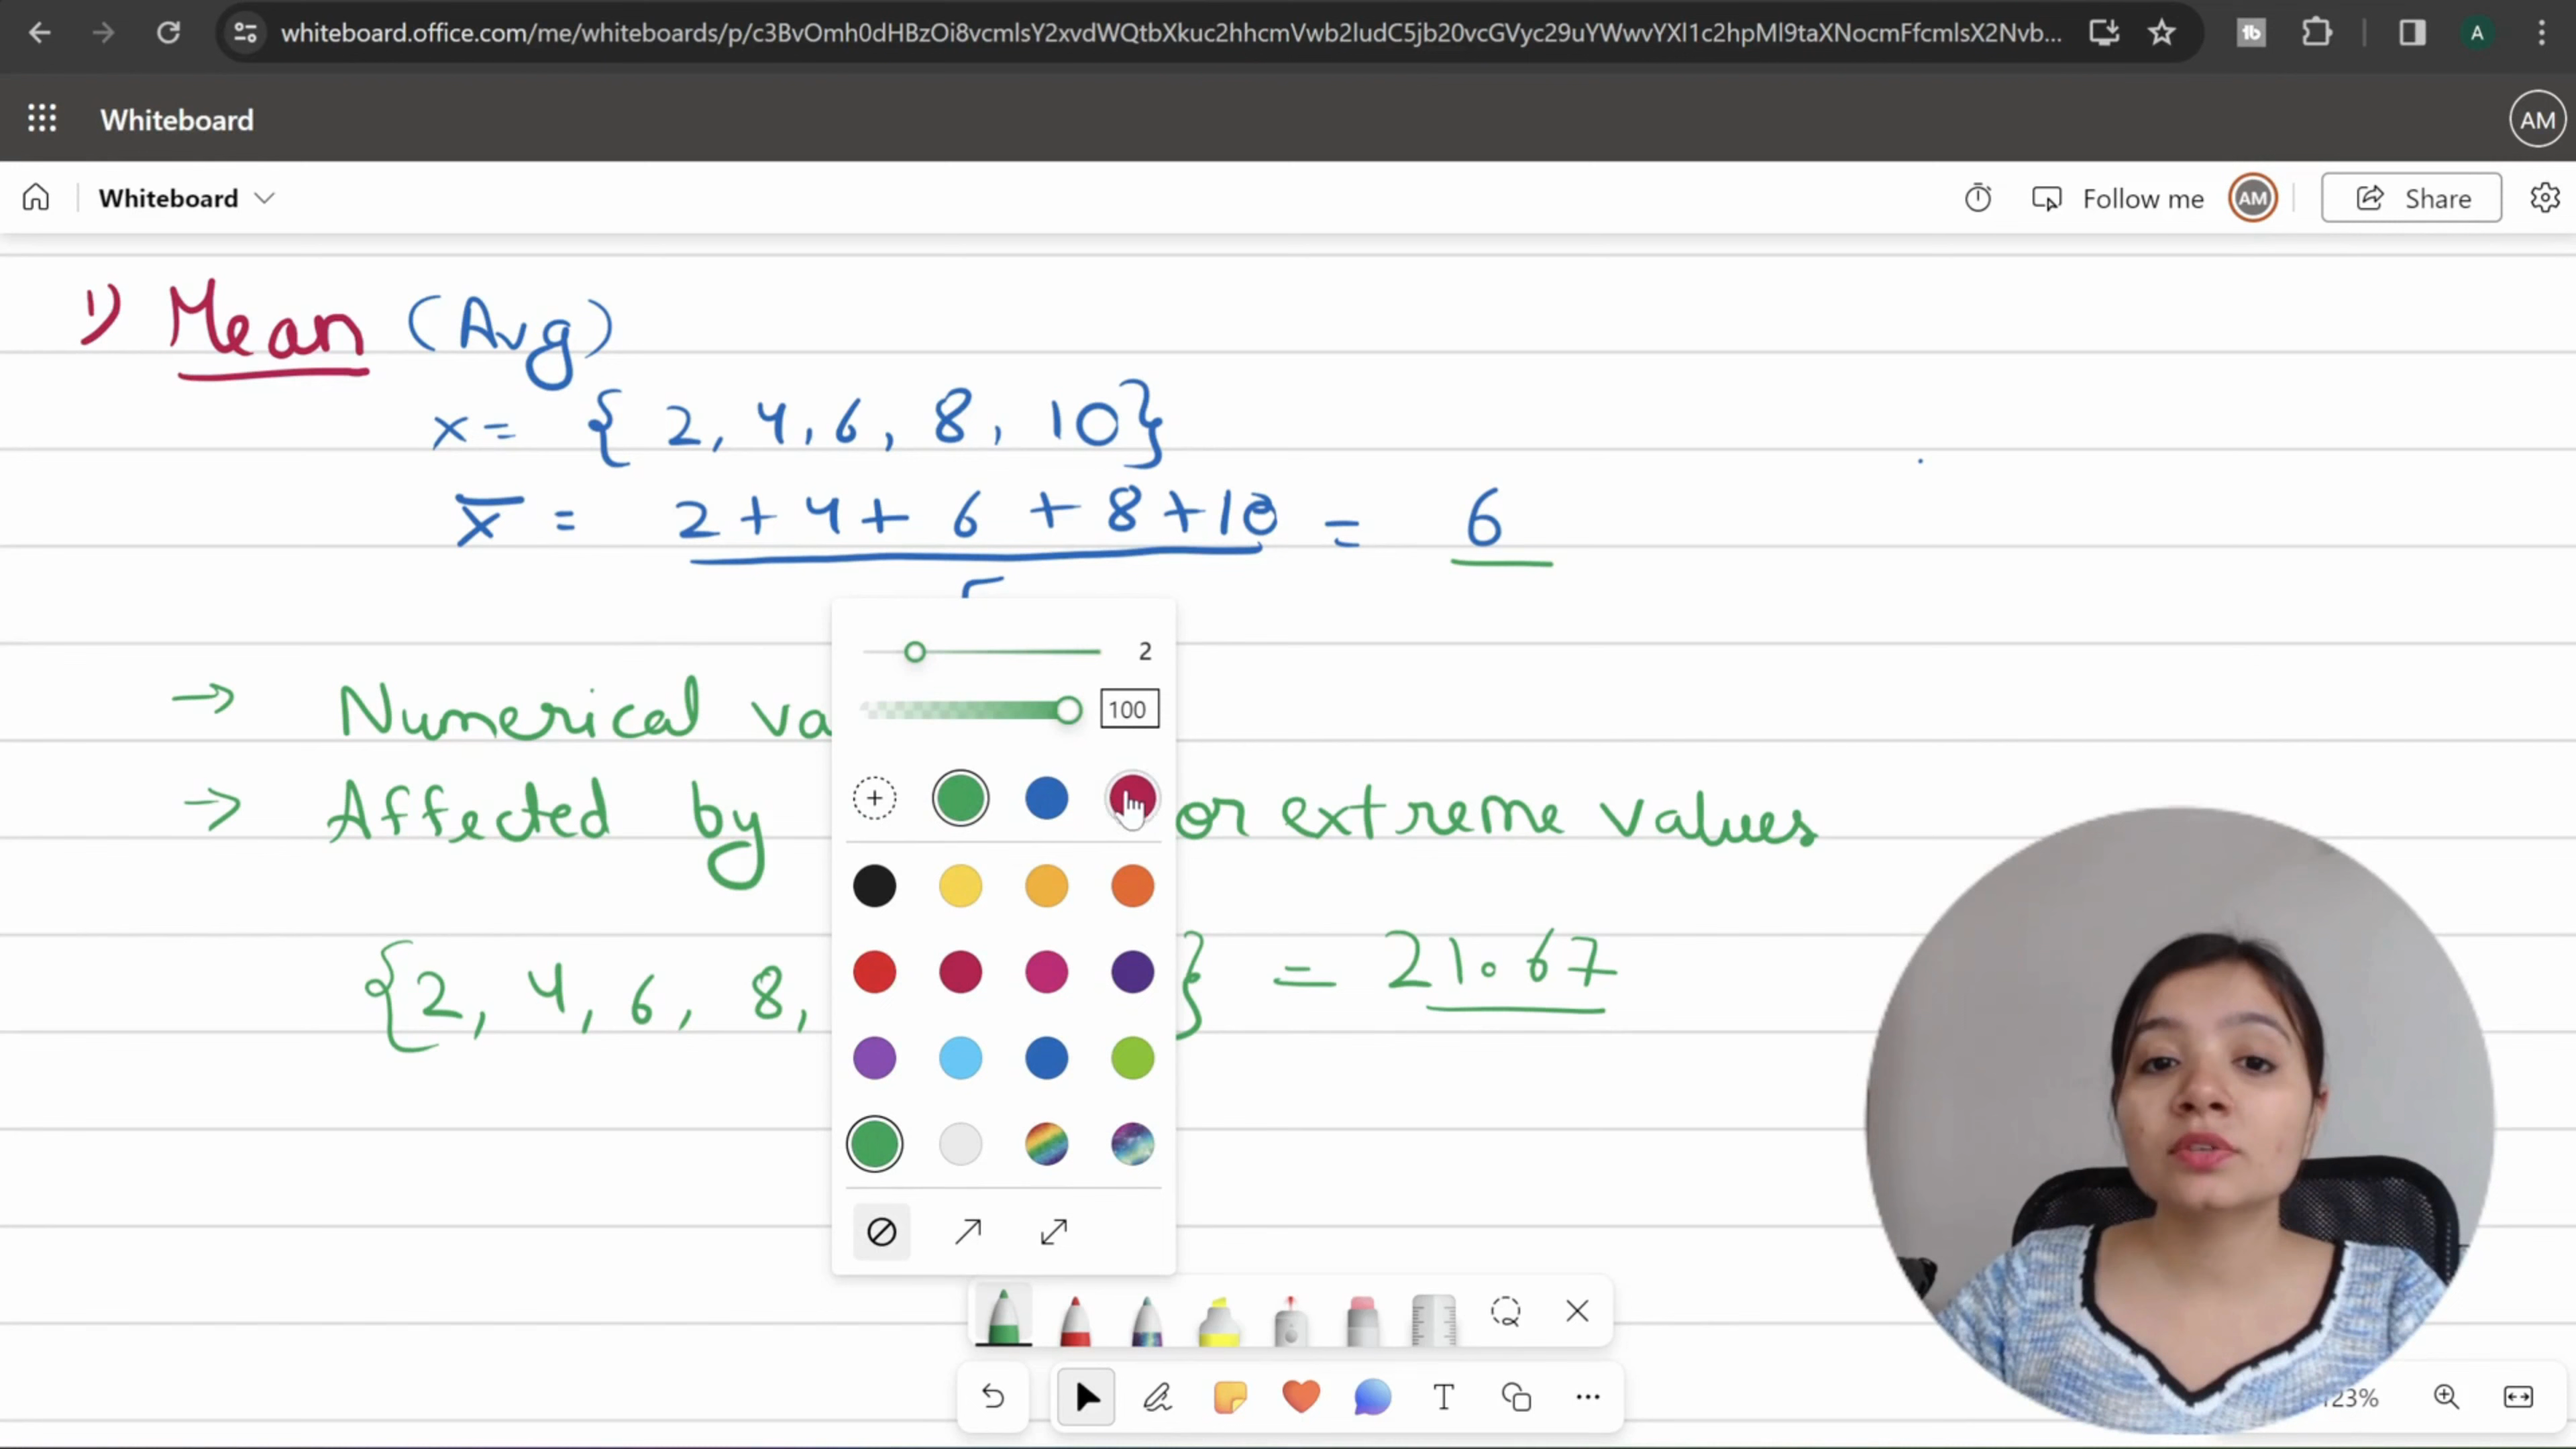 whiteboard.office.com/me/whiteboards/p/c3BvOmh0dHBzOi8vcmlsY2xvdWQtbXkuc2hhcmVwb2ludC5jb20vcGVyc29uYWwvYXl1c2hpMl9taXNocmFfcmlsX2Nvb...
A
Whiteboard
AM
Whiteboard
Follow me
AM
Share
1) Mean (Avg)
x = { 2, 4, 6, 8, 10}
x̄ = 2 + 4 + 6 + 8 + 10 = 6
2
→ Numerical va
100
→ Affected by or extreme values
{2, 4, 6, 8, } = 21.67
T
23%